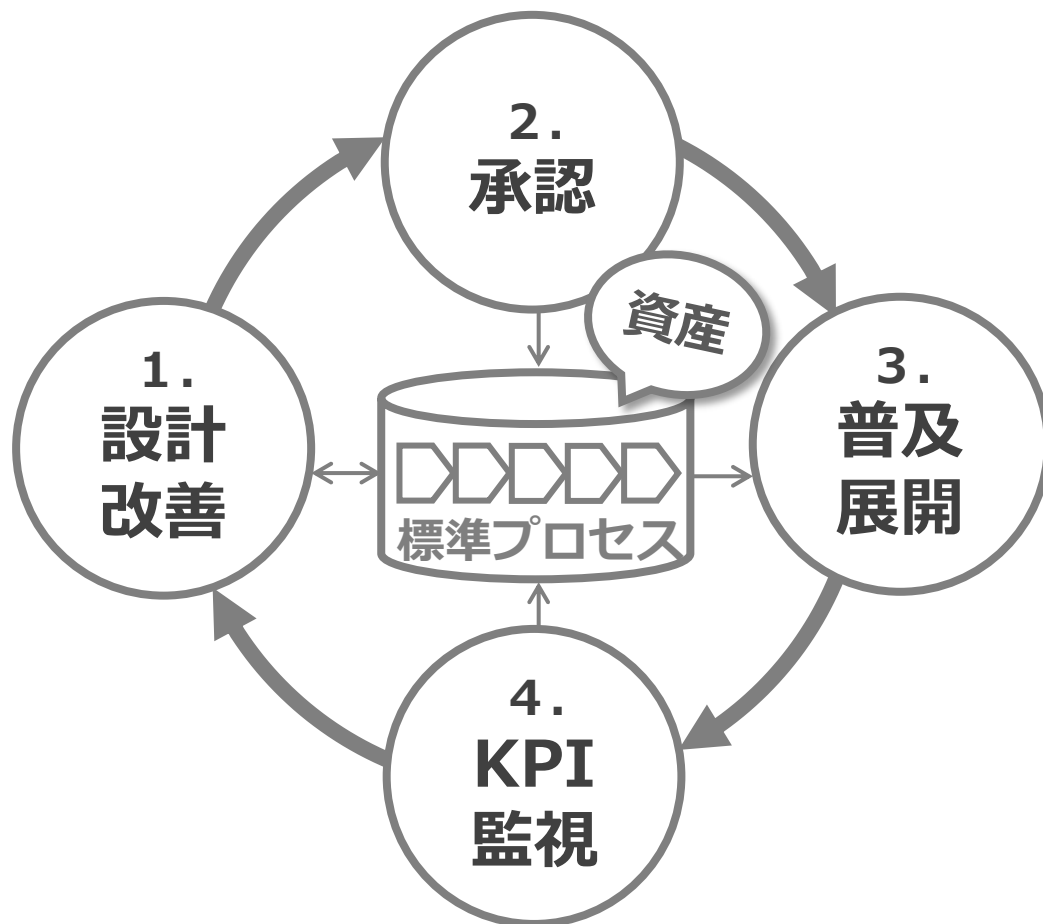 2.
承認
資産
1.
設計
改善
3.
普及
展開
標準プロセス
4.
KPI
監視